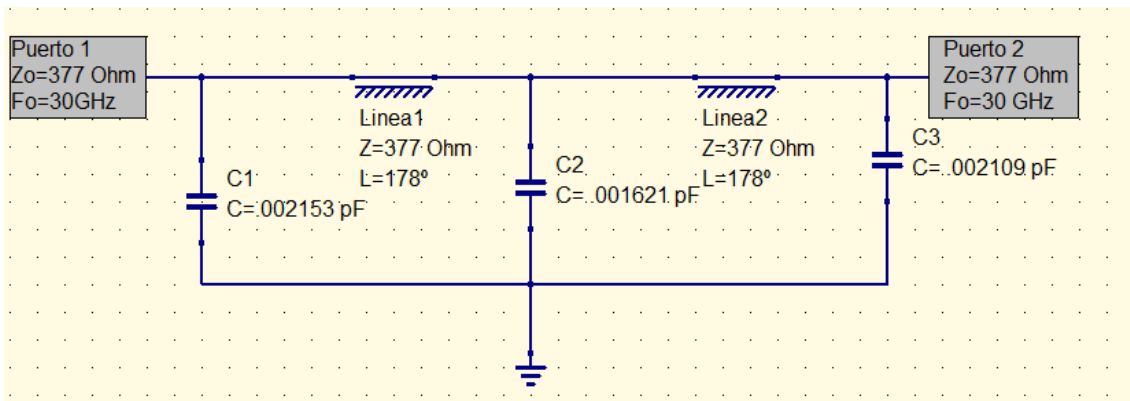 Puerto 1
Zo=377 Ohm
Fo=30GHz
Puerto 2
Zo=377 Ohm
Fo=30 GHz
Linea1
Z=377 Ohm
L=178º
Linea2
Z=377 Ohm
L=178º
C1
C=.002153 pF
C2
C=.001621 pF
C3
C=.002109 pF